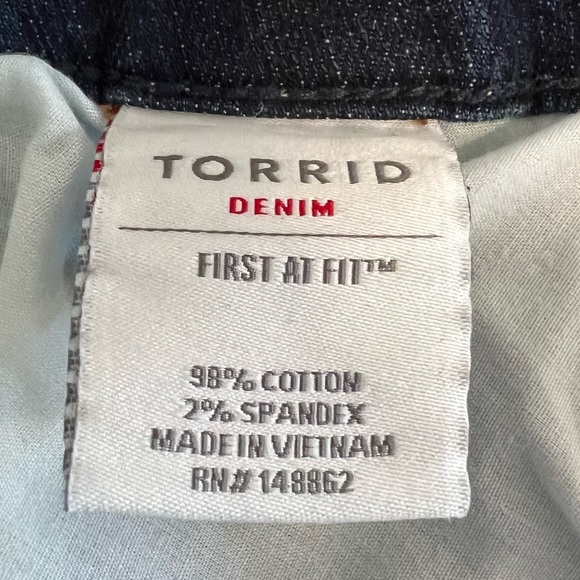 TORRID
DENIM
FIRST AT FIT™
98% COTTON
2% SPANDEX
MADE IN VIETNAM
RN# 148862